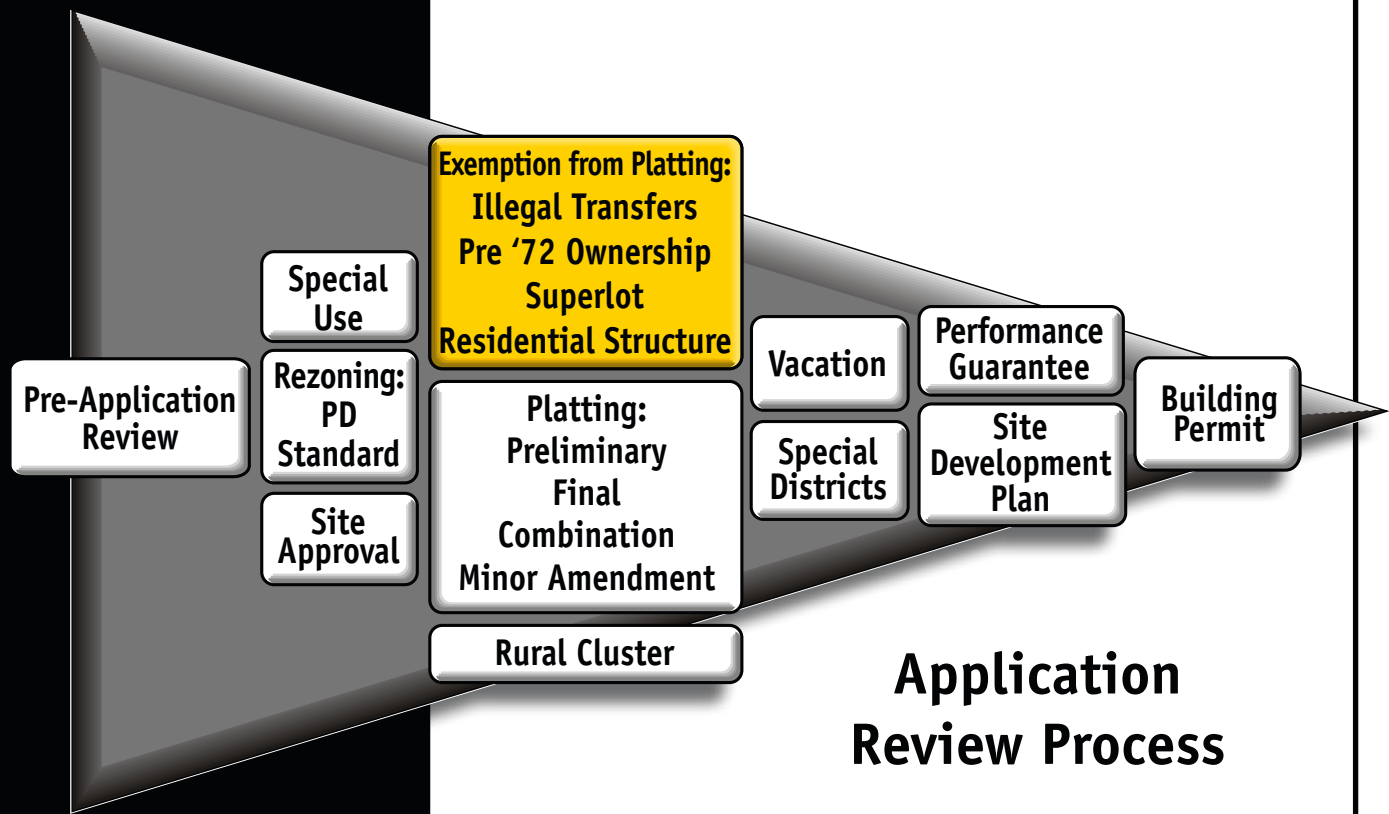 Pre-Application
Review
Special
Use
Rezoning:
PD
Standard
Site
Approval
Exemption from Platting:
Illegal Transfers
Pre ‘72 Ownership
Superlot
Residential Structure
Platting:
Preliminary
Final
Combination
Minor Amendment
Rural Cluster
Vacation
Special
Districts
Performance
Guarantee
Site
Development
Plan
Building
Permit
Application
Review Process